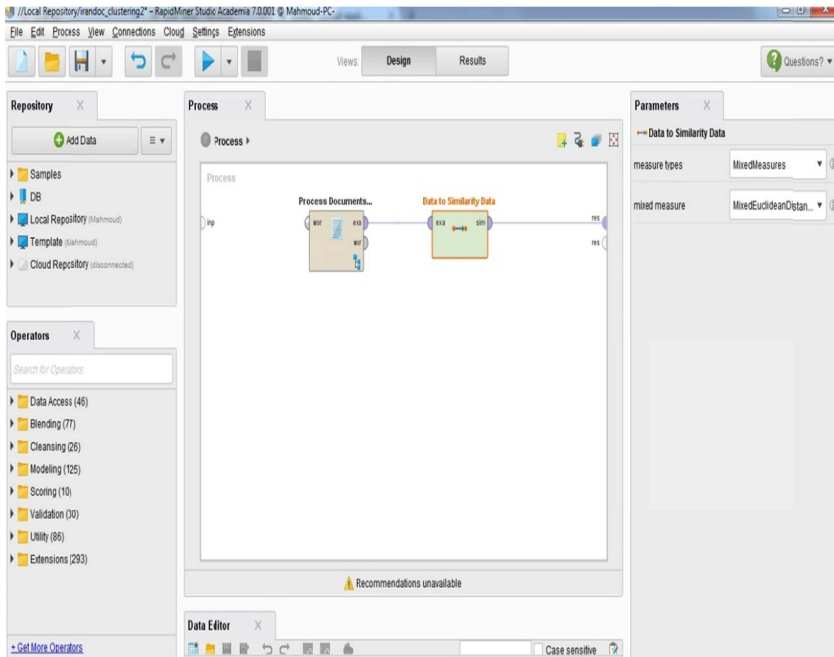 //Local Repository/irandoc_clustering2* – RapidMiner Studio Academia 7.0.001 @ Mahmoud-PC-
File Edit Process View Connections Cloud Settings Extensions
Views: Design Results Questions?
Repository
Add Data
Samples
DB
Local Repository (Mahmoud)
Template (Mahmoud)
Cloud Repository (disconnected)
Operators
Search for Operators
Data Access (46)
Blending (77)
Cleansing (26)
Modeling (125)
Scoring (10)
Validation (30)
Utility (86)
Extensions (293)
+ Get More Operators
Process
Process
Process
Process Documents...
Data to Similarity Data
inp
wor exa
wor
exa sim
res
res
Recommendations unavailable
Data Editor
Case sensitive
Parameters
Data to Similarity Data
measure types MixedMeasures
mixed measure MixedEuclideanDistan...